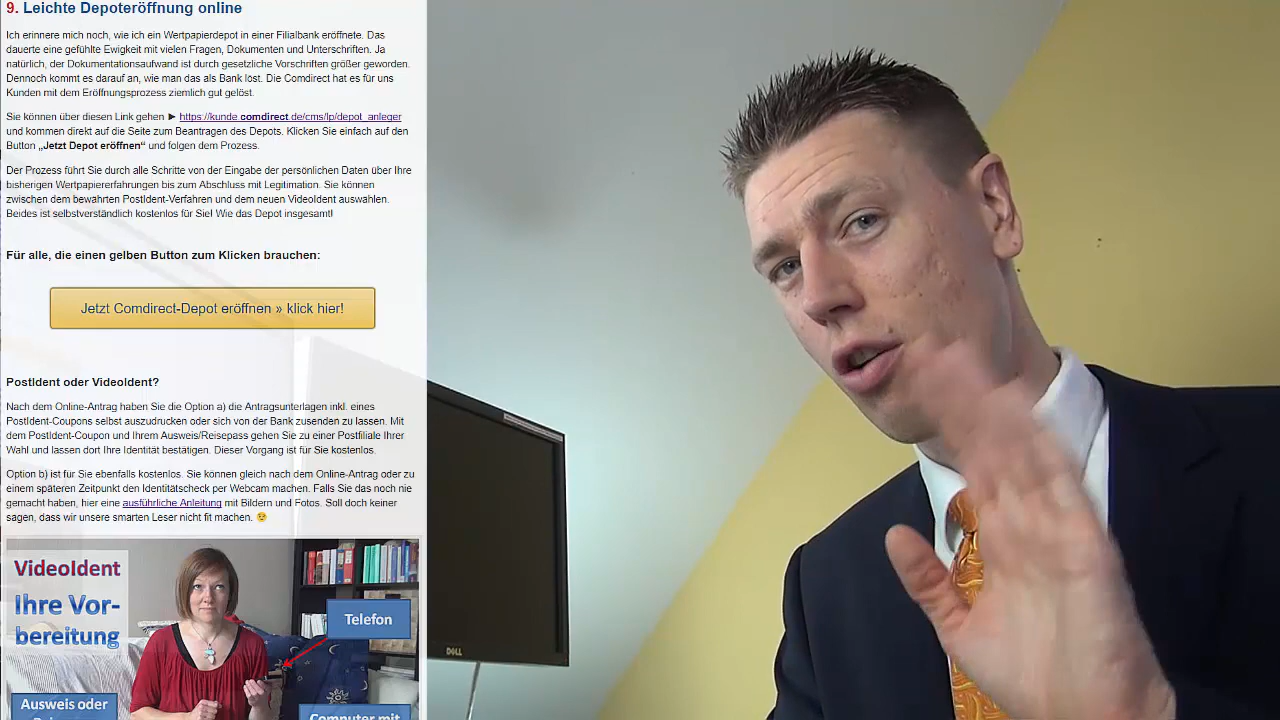 9. Leichte Depoteröffnung online
Ich erinnere mich noch, wie ich ein Wertpapierdepot in einer Filialbank eröffnete. Das
dauerte eine gefühlte Ewigkeit mit vielen Fragen, Dokumenten und Unterschriften. Ja
natürlich, der Dokumentationsaufwand ist durch gesetzliche Vorschriften größer geworden.
Dennoch kommt es darauf an, wie man das als Bank löst. Die Comdirect hat es für uns
Kunden mit dem Eröffnungsprozess ziemlich gut gelöst.
Sie können über diesen Link gehen ► https://kunde.comdirect.de/cms/lp/depot_anleger
und kommen direkt auf die Seite zum Beantragen des Depots. Klicken Sie einfach auf den
Button „Jetzt Depot eröffnen“ und folgen dem Prozess.
Der Prozess führt Sie durch alle Schritte von der Eingabe der persönlichen Daten über Ihre
bisherigen Wertpapiererfahrungen bis zum Abschluss mit Legitimation. Sie können
zwischen dem bewährten PostIdent-Verfahren und dem neuen VideoIdent auswählen.
Beides ist selbstverständlich kostenlos für Sie! Wie das Depot insgesamt!
Für alle, die einen gelben Button zum Klicken brauchen:
Jetzt Comdirect-Depot eröffnen » klick hier!
PostIdent oder VideoIdent?
Nach dem Online-Antrag haben Sie die Option a) die Antragsunterlagen inkl. eines
PostIdent-Coupons selbst auszudrucken oder sich von der Bank zusenden zu lassen. Mit
dem PostIdent-Coupon und Ihrem Ausweis/Reisepass gehen Sie zu einer Postfiliale Ihrer
Wahl und lassen dort Ihre Identität bestätigen. Dieser Vorgang ist für Sie kostenlos.
Option b) ist für Sie ebenfalls kostenlos. Sie können gleich nach dem Online-Antrag oder zu
einem späteren Zeitpunkt den Identitätscheck per Webcam machen. Falls Sie das noch nie
gemacht haben, hier eine ausführliche Anleitung mit Bildern und Fotos. Soll doch keiner
sagen, dass wir unsere smarten Leser nicht fit machen. 😉
VideoIdent
Ihre Vor-
bereitung
Telefon
Ausweis oder
Computer mit
DELL